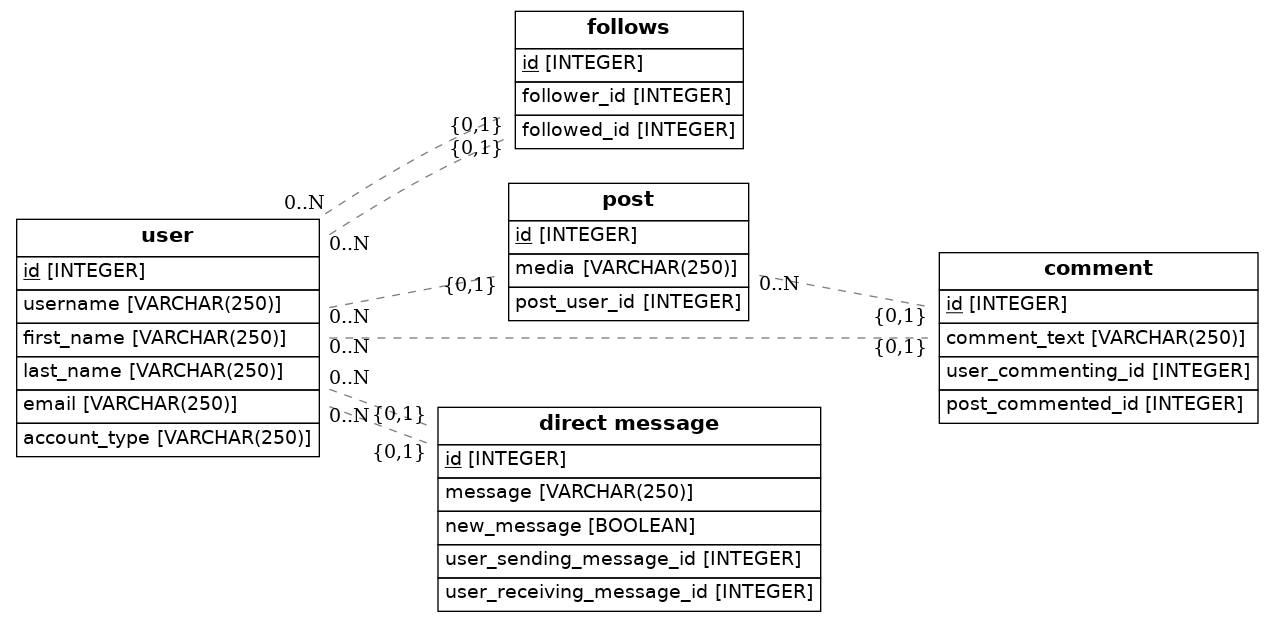 follows
id [INTEGER]
follower_id [INTEGER]
followed_id [INTEGER]
{0,1}
{0,1}
0..N
0..N
user
id [INTEGER]
username [VARCHAR(250)]
first_name [VARCHAR(250)]
last_name [VARCHAR(250)]
email [VARCHAR(250)]
account_type [VARCHAR(250)]
post
id [INTEGER]
media [VARCHAR(250)]
post_user_id [INTEGER]
{0,1}
0..N
0..N
0..N
0..N
0..N
{0,1}
{0,1}
comment
id [INTEGER]
comment_text [VARCHAR(250)]
user_commenting_id [INTEGER]
post_commented_id [INTEGER]
{0,1}
{0,1}
direct message
id [INTEGER]
message [VARCHAR(250)]
new_message [BOOLEAN]
user_sending_message_id [INTEGER]
user_receiving_message_id [INTEGER]